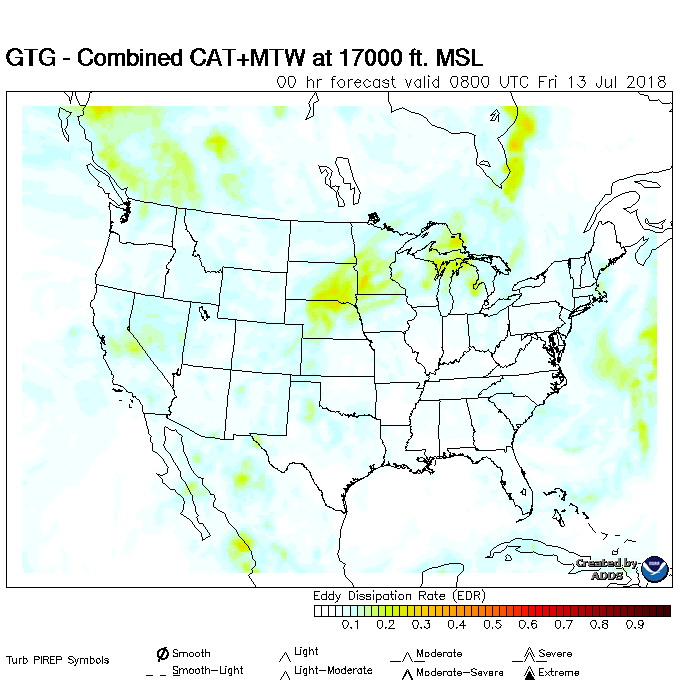 GTG - Combined CAT+MTW at 17000 ft. MSL
00 hr forecast valid 0800 UTC Fri 13 Jul 2018
Created by
ADDS
Eddy Dissipation Rate (EDR)
0.1 0.2 0.3 0.4 0.5 0.6 0.7 0.8 0.9
Turb PIREP Symbols
Smooth Light Moderate Severe
Smooth-Light Light-Moderate Moderate-Severe Extreme